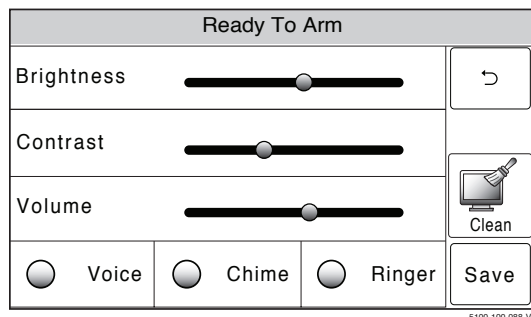 Ready To Arm
Brightness
Contrast
Volume
Clean
Voice
Chime
Ringer
Save